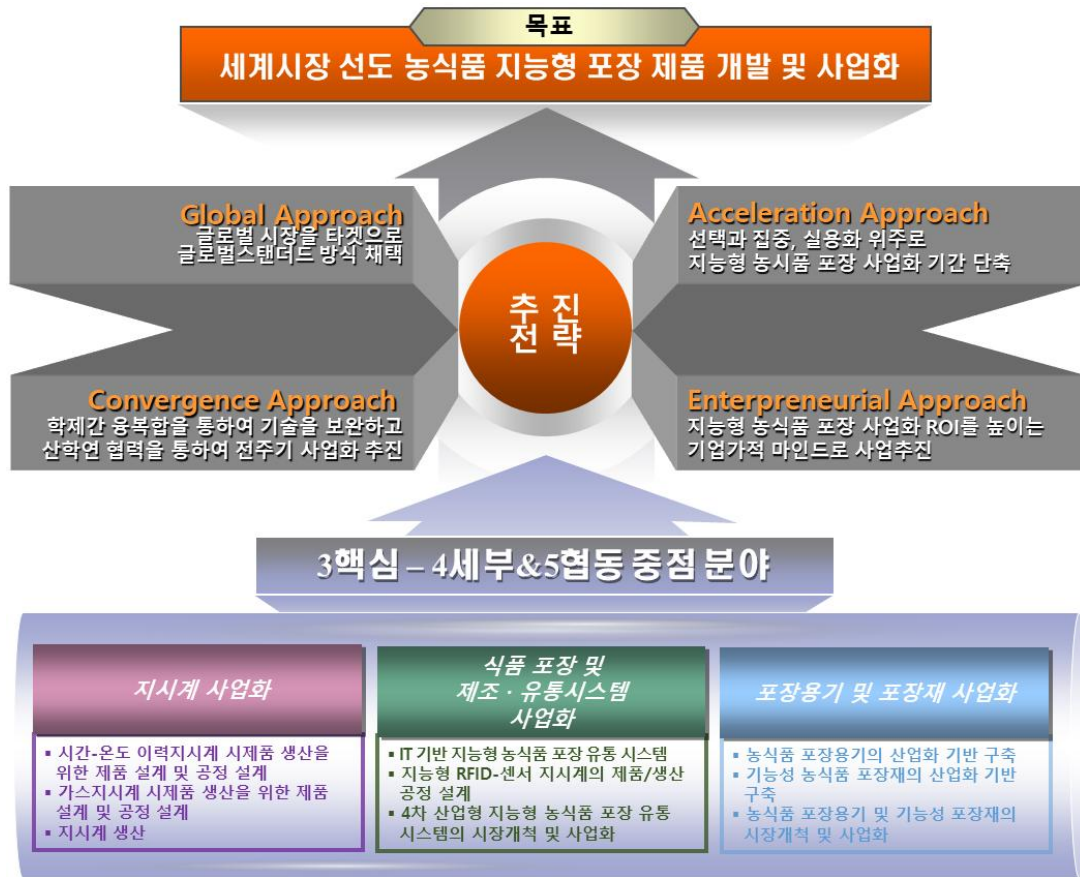 목표
세계시장 선도 농식품 지능형 포장 제품 개발 및 사업화
Global Approach
글로벌 시장을 타겟으로
글로벌스탠더드 방식 채택
Acceleration Approach
선택과 집중, 실용화 위주로
지능형 농식품 포장 사업화 기간 단축
추 진
전 략
Convergence Approach
학제간 융복합을 통하여 기술을 보완하고
산학연 협력을 통하여 전주기 사업화 추진
Enterpreneurial Approach
지능형 농식품 포장 사업화 ROI를 높이는
기업가적 마인드로 사업추진
3핵심 – 4세부&5협동 중점 분야
지시계 사업화
▪ 시간-온도 이력지시계 시제품 생산을
위한 제품 설계 및 공정 설계
▪ 가스지시계 시제품 생산을 위한 제품
설계 및 공정 설계
▪ 지시계 생산
식품 포장 및
제조 · 유통시스템
사업화
▪ IT 기반 지능형 농식품 포장 유통 시스템
▪ 지능형 RFID-센서 지시계의 제품/생산
공정 설계
▪ 4차 산업형 지능형 농식품 포장 유통
시스템의 시장개척 및 사업화
포장용기 및 포장재 사업화
▪ 농식품 포장용기의 산업화 기반 구축
▪ 기능성 농식품 포장재의 산업화 기반
구축
▪ 농식품 포장용기 및 기능성 포장재의
시장개척 및 사업화